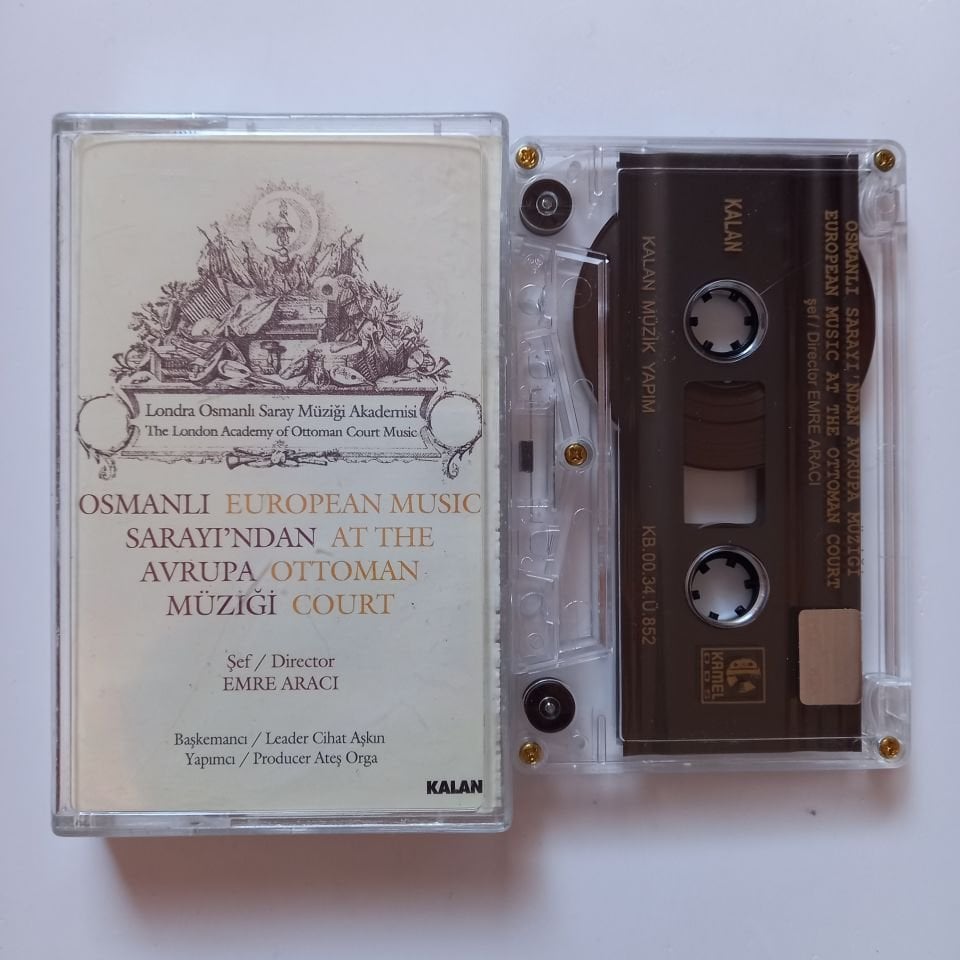 Londra Osmanlı Saray Müziği Akademisi
The London Academy of Ottoman Court Music
OSMANLI EUROPEAN MUSIC
SARAYI'NDAN AT THE
AVRUPA OTTOMAN
MÜZİĞİ COURT
Şef / Director
EMRE ARACI
Başkemancı / Leader Cihat Aşkın
Yapımcı / Producer Ateş Orga
KALAN
OSMANLI SARAYI'NDAN AVRUPA MÜZİĞİ
EUROPEAN MUSIC AT THE OTTOMAN COURT
Şef / Director EMRE ARACI
KALAN
KALAN MÜZİK YAPIM
KB.00.34.Ü.852
KAMEL